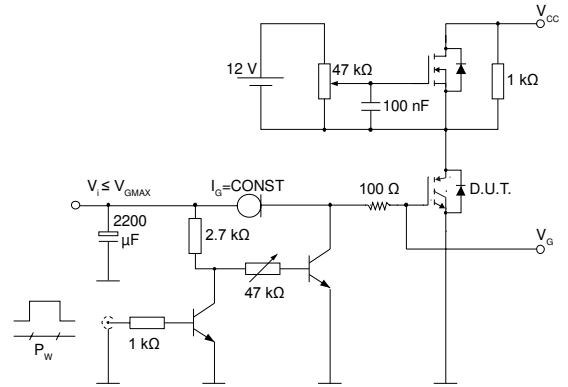 V_CC
12 V
47 kΩ
1 kΩ
100 nF
V_i ≤ V_GMAX
I_G=CONST
100 Ω
D.U.T.
2200
μF
2.7 kΩ
V_G
47 kΩ
1 kΩ
P_W